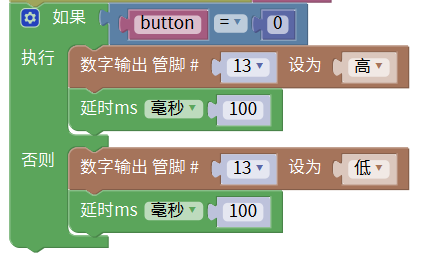 如果 button = 0
执行 数字输出 管脚 # 13 设为 高
延时ms 毫秒 100
否则 数字输出 管脚 # 13 设为 低
延时ms 毫秒 100